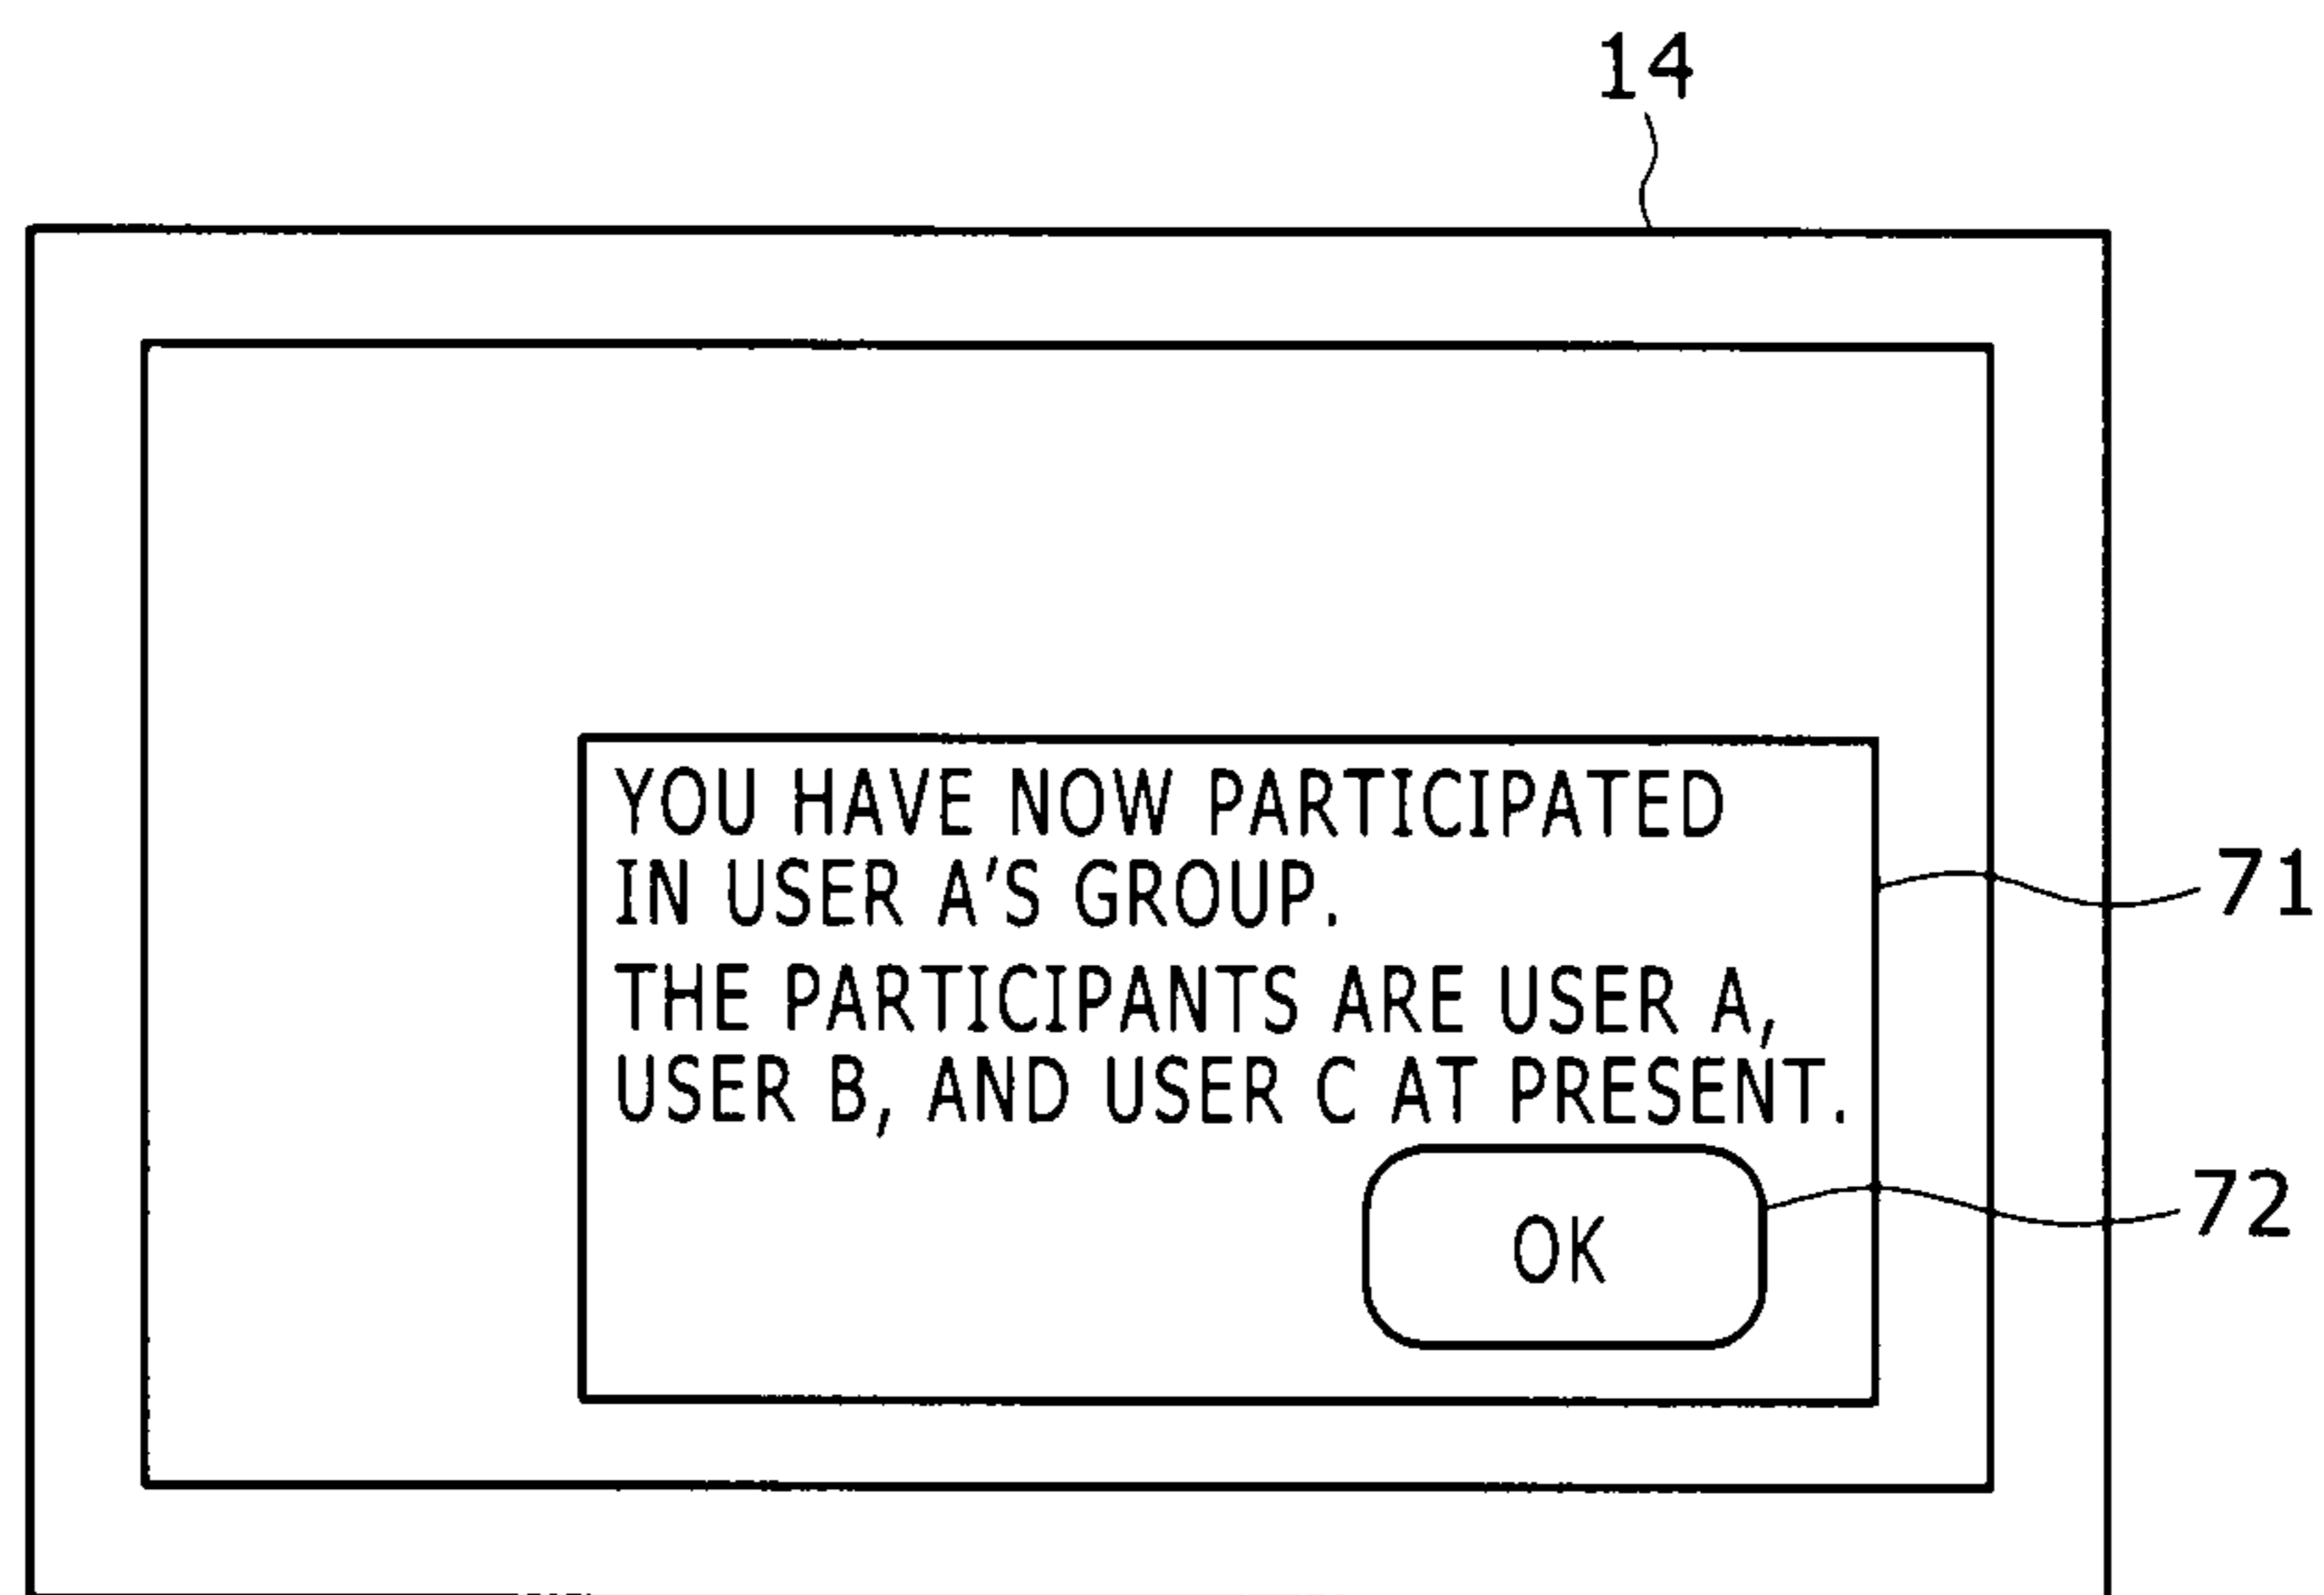 14
YOU HAVE NOW PARTICIPATED
IN USER A'S GROUP.
71
THE PARTICIPANTS ARE USER A,
USER B, AND USER C AT PRESENT.
72
OK